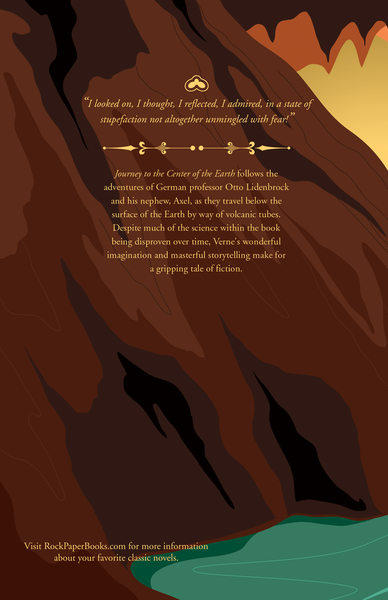 “I looked on, I thought, I reflected, I admired, in a state of
stupefaction not altogether unmingled with fear!”
Journey to the Center of the Earth follows the
adventures of German professor Otto Lidenbrock
and his nephew, Axel, as they travel below the
surface of the Earth by way of volcanic tubes.
Despite much of the science within the book
being disproven over time, Verne’s wonderful
imagination and masterful storytelling make for
a gripping tale of fiction.
Visit RockPaperBooks.com for more information
about your favorite classic novels.